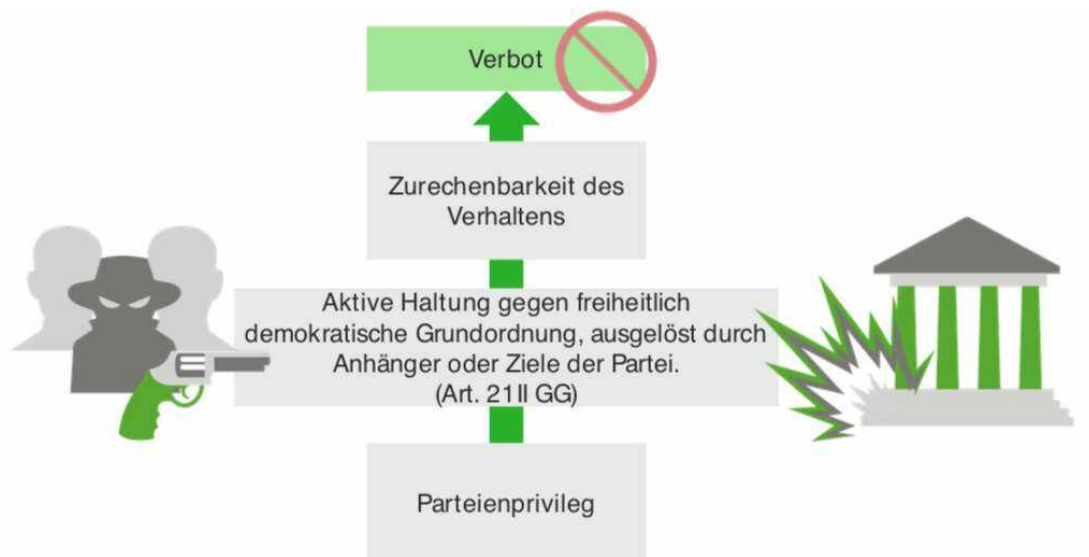 Verbot
Zurechenbarkeit des
Verhaltens
Aktive Haltung gegen freiheitlich
demokratische Grundordnung, ausgelöst durch
Anhänger oder Ziele der Partei.
(Art. 21II GG)
Parteienprivileg